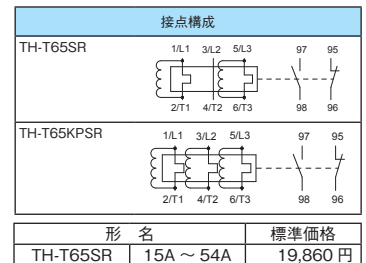 接点構成
TH-T65SR
1/L1 3/L2 5/L3 97 95
2/T1 4/T2 6/T3 98 96
TH-T65KPSR
1/L1 3/L2 5/L3 97 95
2/T1 4/T2 6/T3 98 96
形 名 標準価格
TH-T65SR 15A ~ 54A 19,860 円